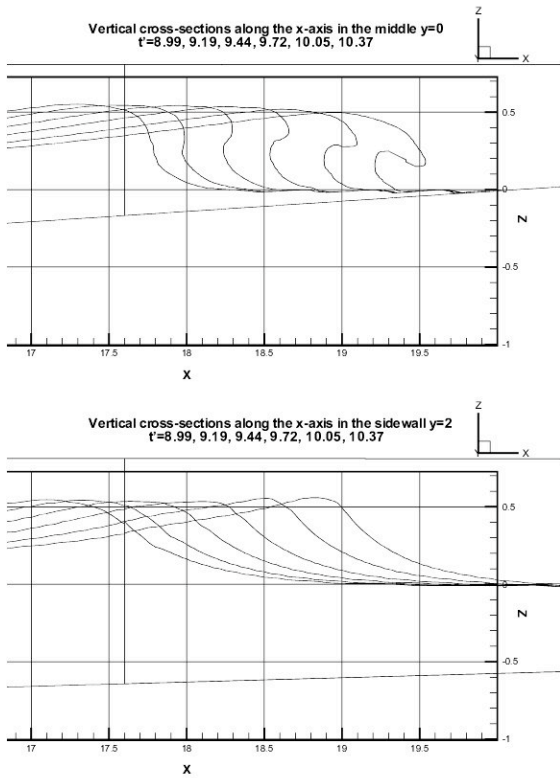 Vertical cross-sections along the x-axis in the middle y=0
t'=8.99, 9.19, 9.44, 9.72, 10.05, 10.37
Z
Y X
0.5
0
Z
-0.5
-1
17 17.5 18 18.5 19 19.5
X
Vertical cross-sections along the x-axis in the sidewall y=2
t'=8.99, 9.19, 9.44, 9.72, 10.05, 10.37
Z
Y X
0.5
0
Z
-0.5
-1
17 17.5 18 18.5 19 19.5
X